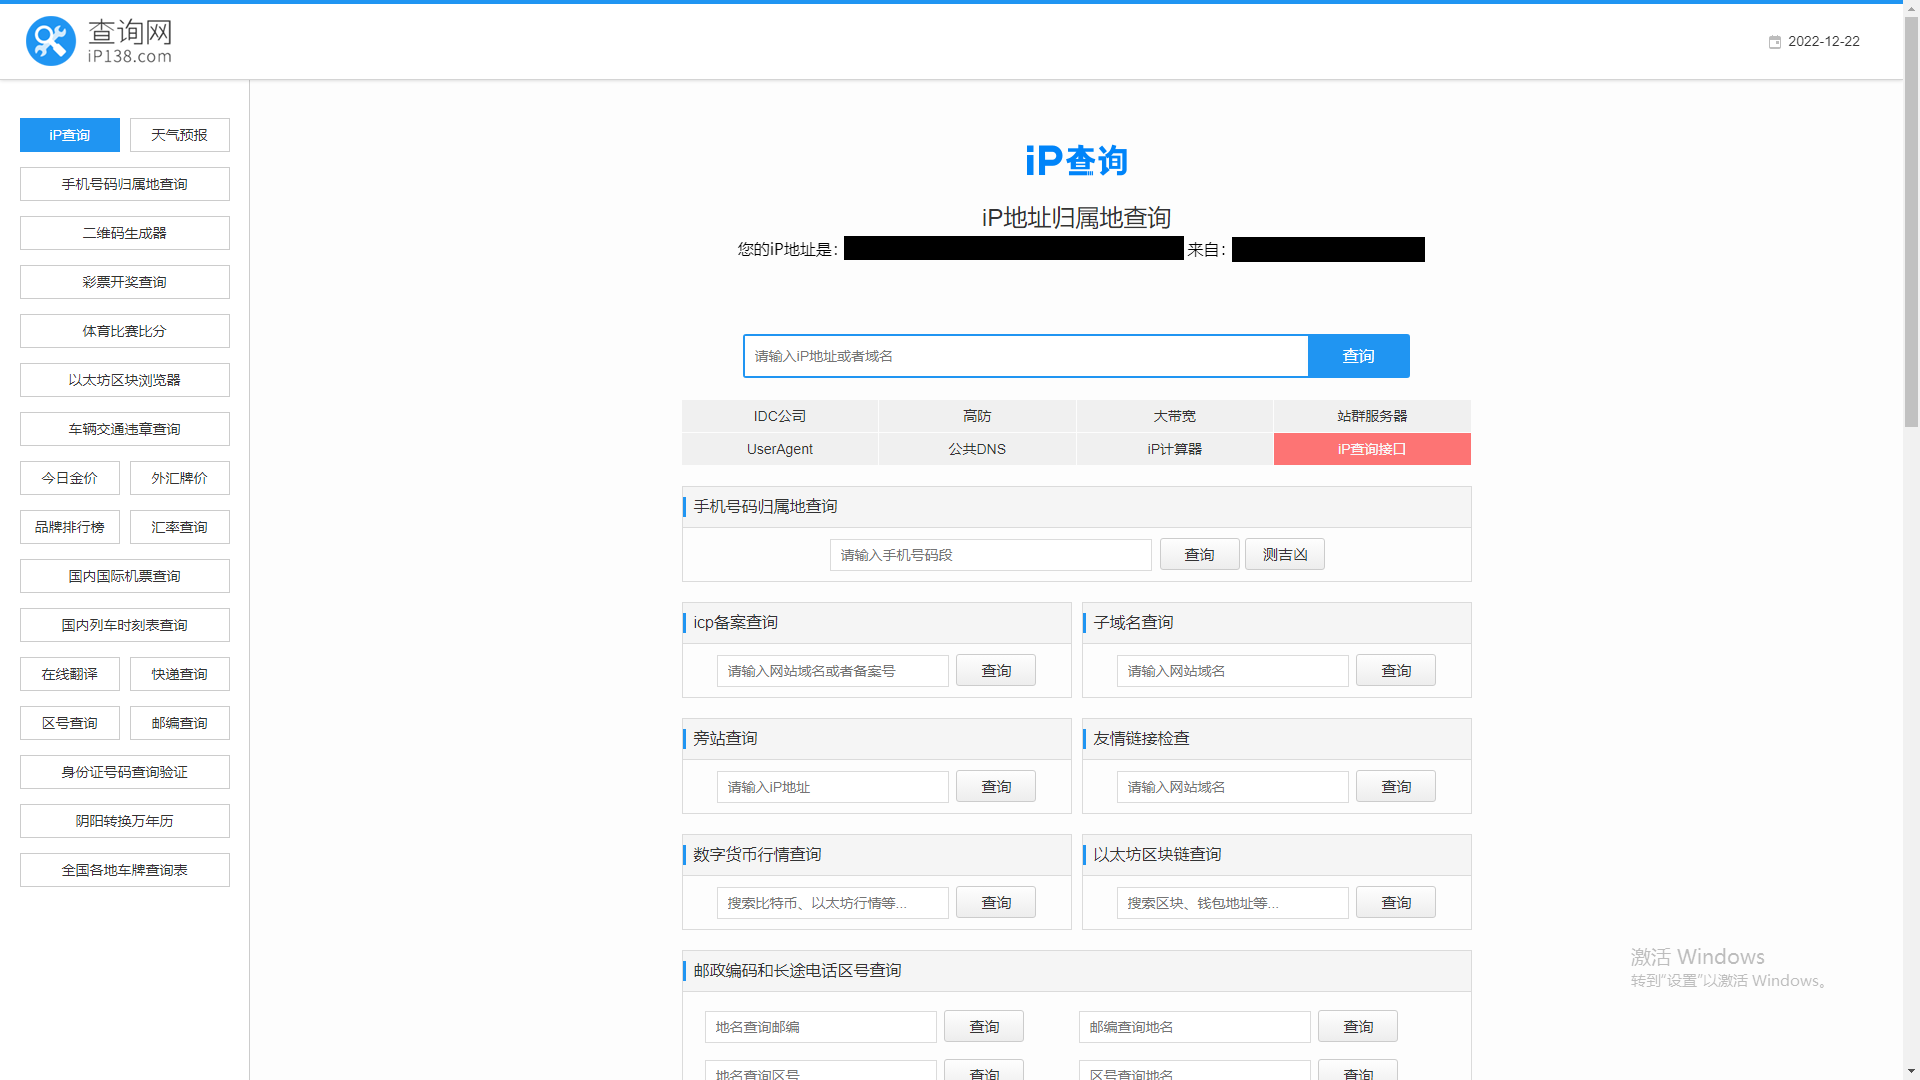 查询网
iP138.com
2022-12-22
iP查询
天气预报
手机号码归属地查询
二维码生成器
彩票开奖查询
体育比赛比分
以太坊区块浏览器
车辆交通违章查询
今日金价
外汇牌价
品牌排行榜
汇率查询
国内国际机票查询
国内列车时刻表查询
在线翻译
快递查询
区号查询
邮编查询
身份证号码查询验证
阴阳转换万年历
全国各地车牌查询表
iP查询
iP地址归属地查询
您的iP地址是：
来自：
请输入iP地址或者域名
查询
IDC公司
高防
大带宽
站群服务器
UserAgent
公共DNS
iP计算器
iP查询接口
手机号码归属地查询
请输入手机号码段
查询
测吉凶
icp备案查询
请输入网站域名或者备案号
查询
子域名查询
请输入网站域名
查询
旁站查询
请输入iP地址
查询
友情链接检查
请输入网站域名
查询
数字货币行情查询
搜索比特币、以太坊行情等...
查询
以太坊区块链查询
搜索区块、钱包地址等...
查询
邮政编码和长途电话区号查询
地名查询邮编
查询
邮编查询地名
查询
地名查询区号
查询
区号查询地名
查询
激活 Windows
转到“设置”以激活 Windows。